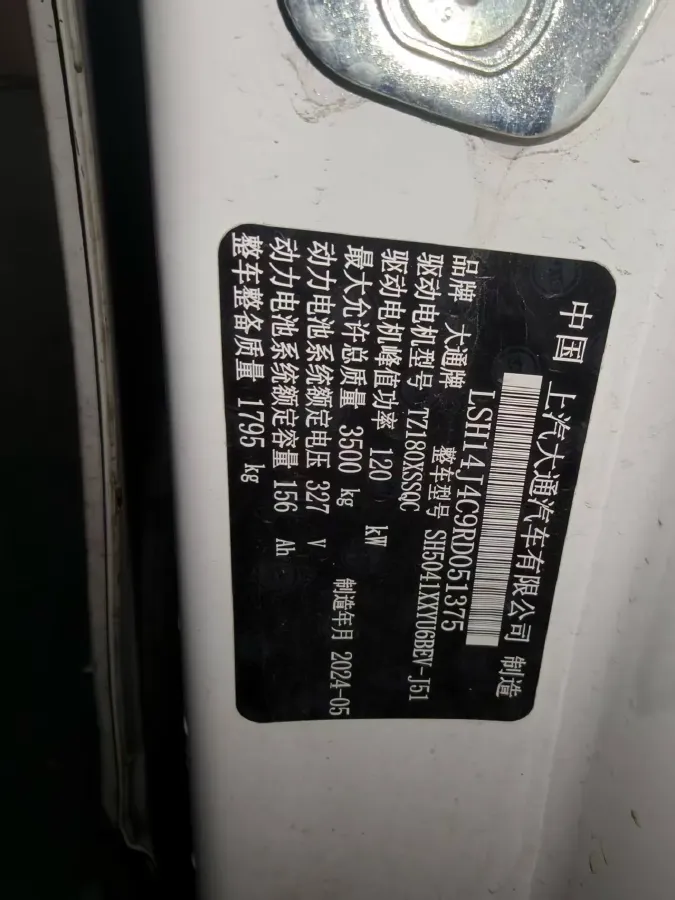 中国 上汽大通汽车有限公司 制造
LSH14J4C9RD051375
品牌 大通牌 整车型号 SH5041XXYU6BEV-J51
驱动电机型号 TZ180XSSQC
驱动电机峰值功率 120 kW
最大允许总质量 3500 kg 制造年月 2024-05
动力电池系统额定电压 327 V
动力电池系统额定容量 156 Ah
整车整备质量 1795 kg